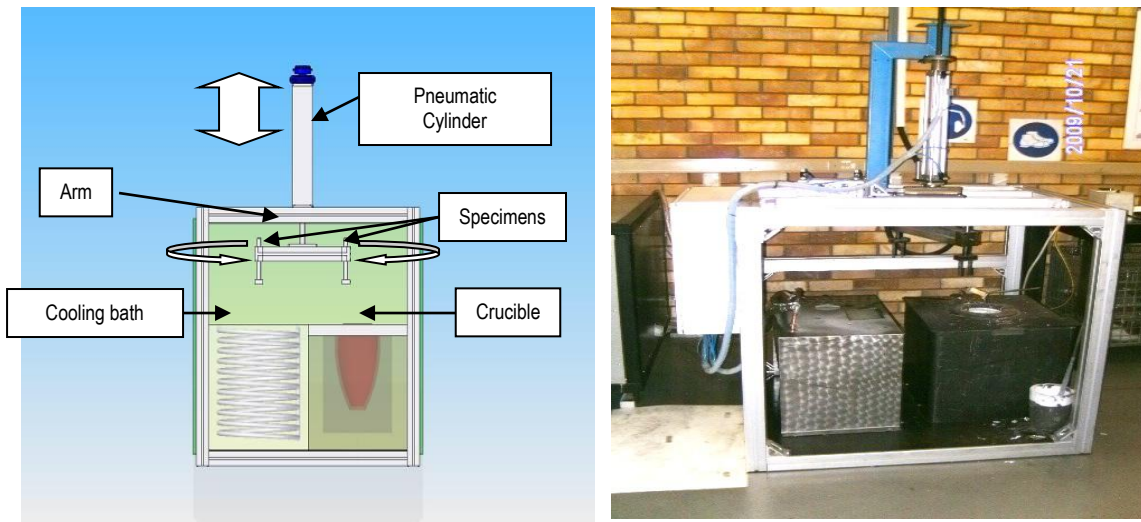 Pneumatic
Cylinder
Arm
Specimens
Cooling bath
Crucible
2009/10/21